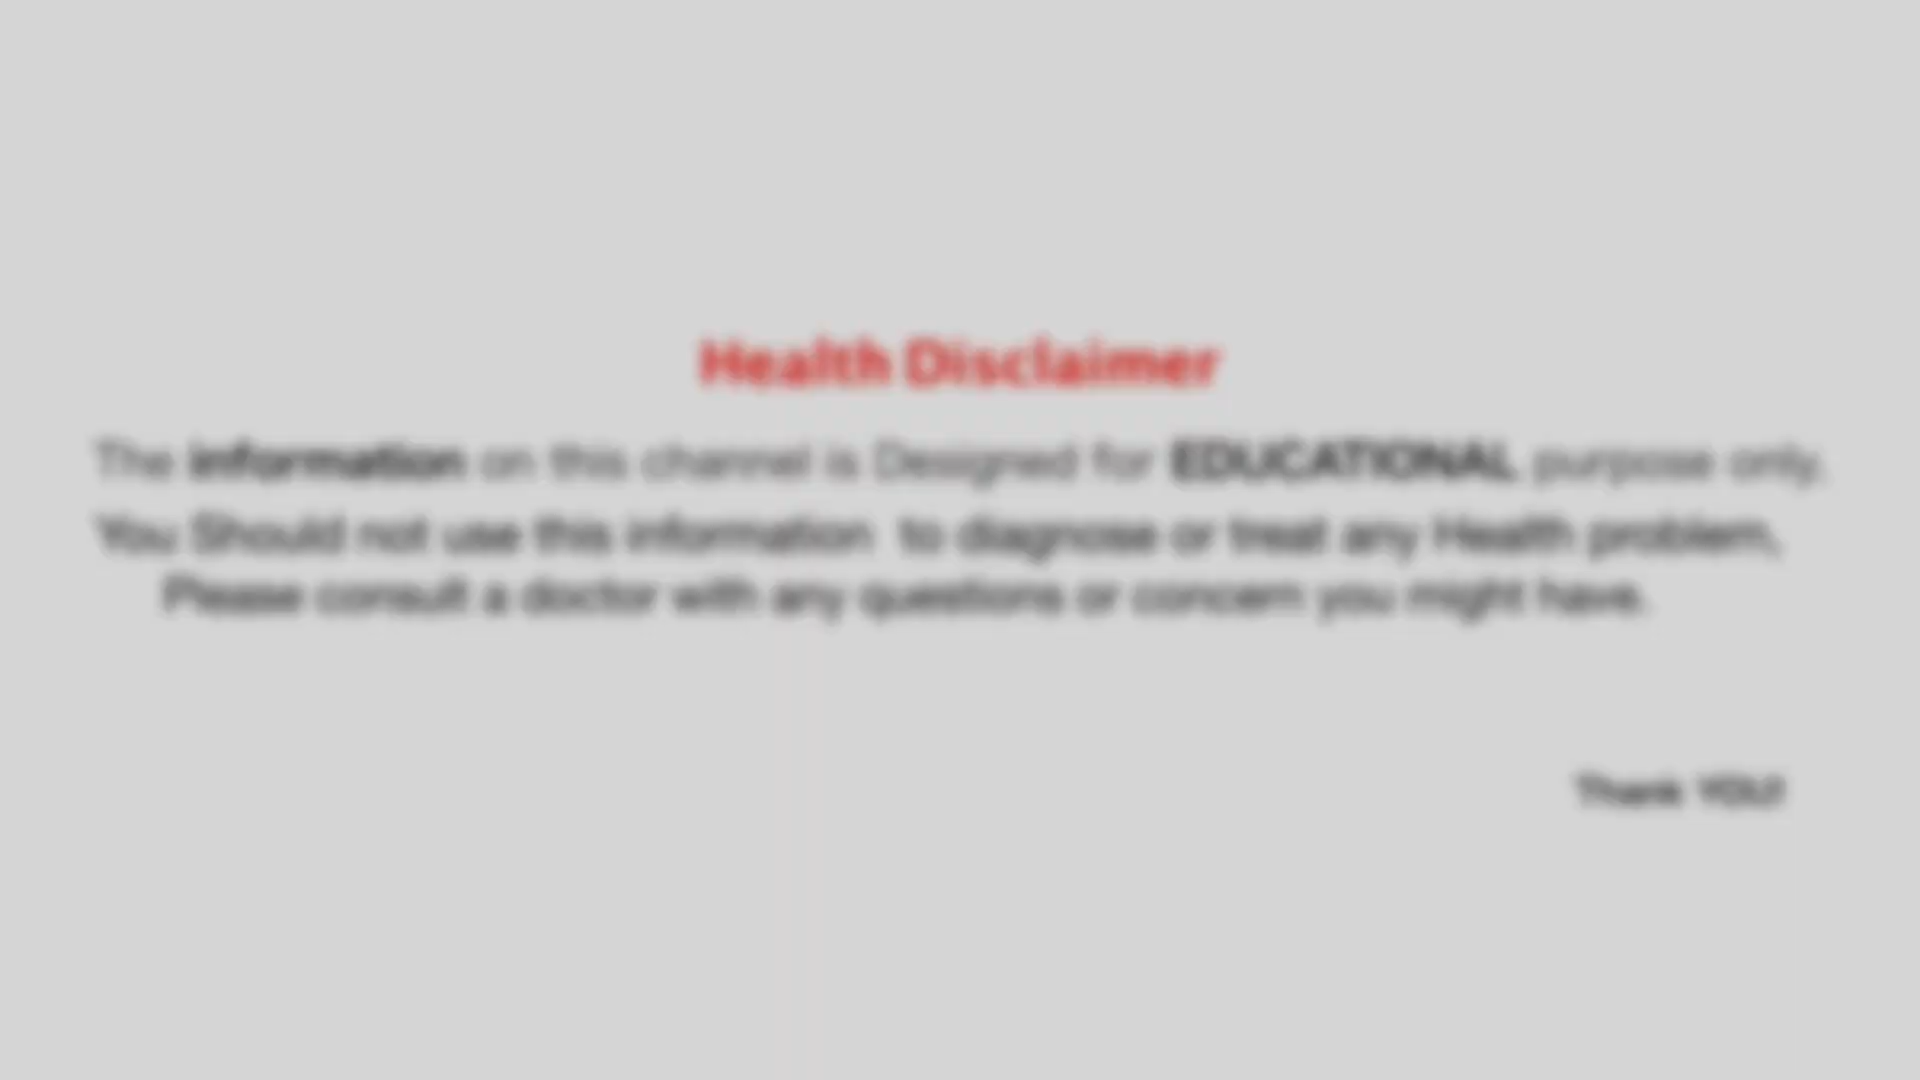 Health Disclaimer
The information on this channel is Designed for EDUCATIONAL purpose only.
You Should not use this information to diagnose or treat any Health problem,
Please consult a doctor with any questions or concern you might have.
Thank YOU!